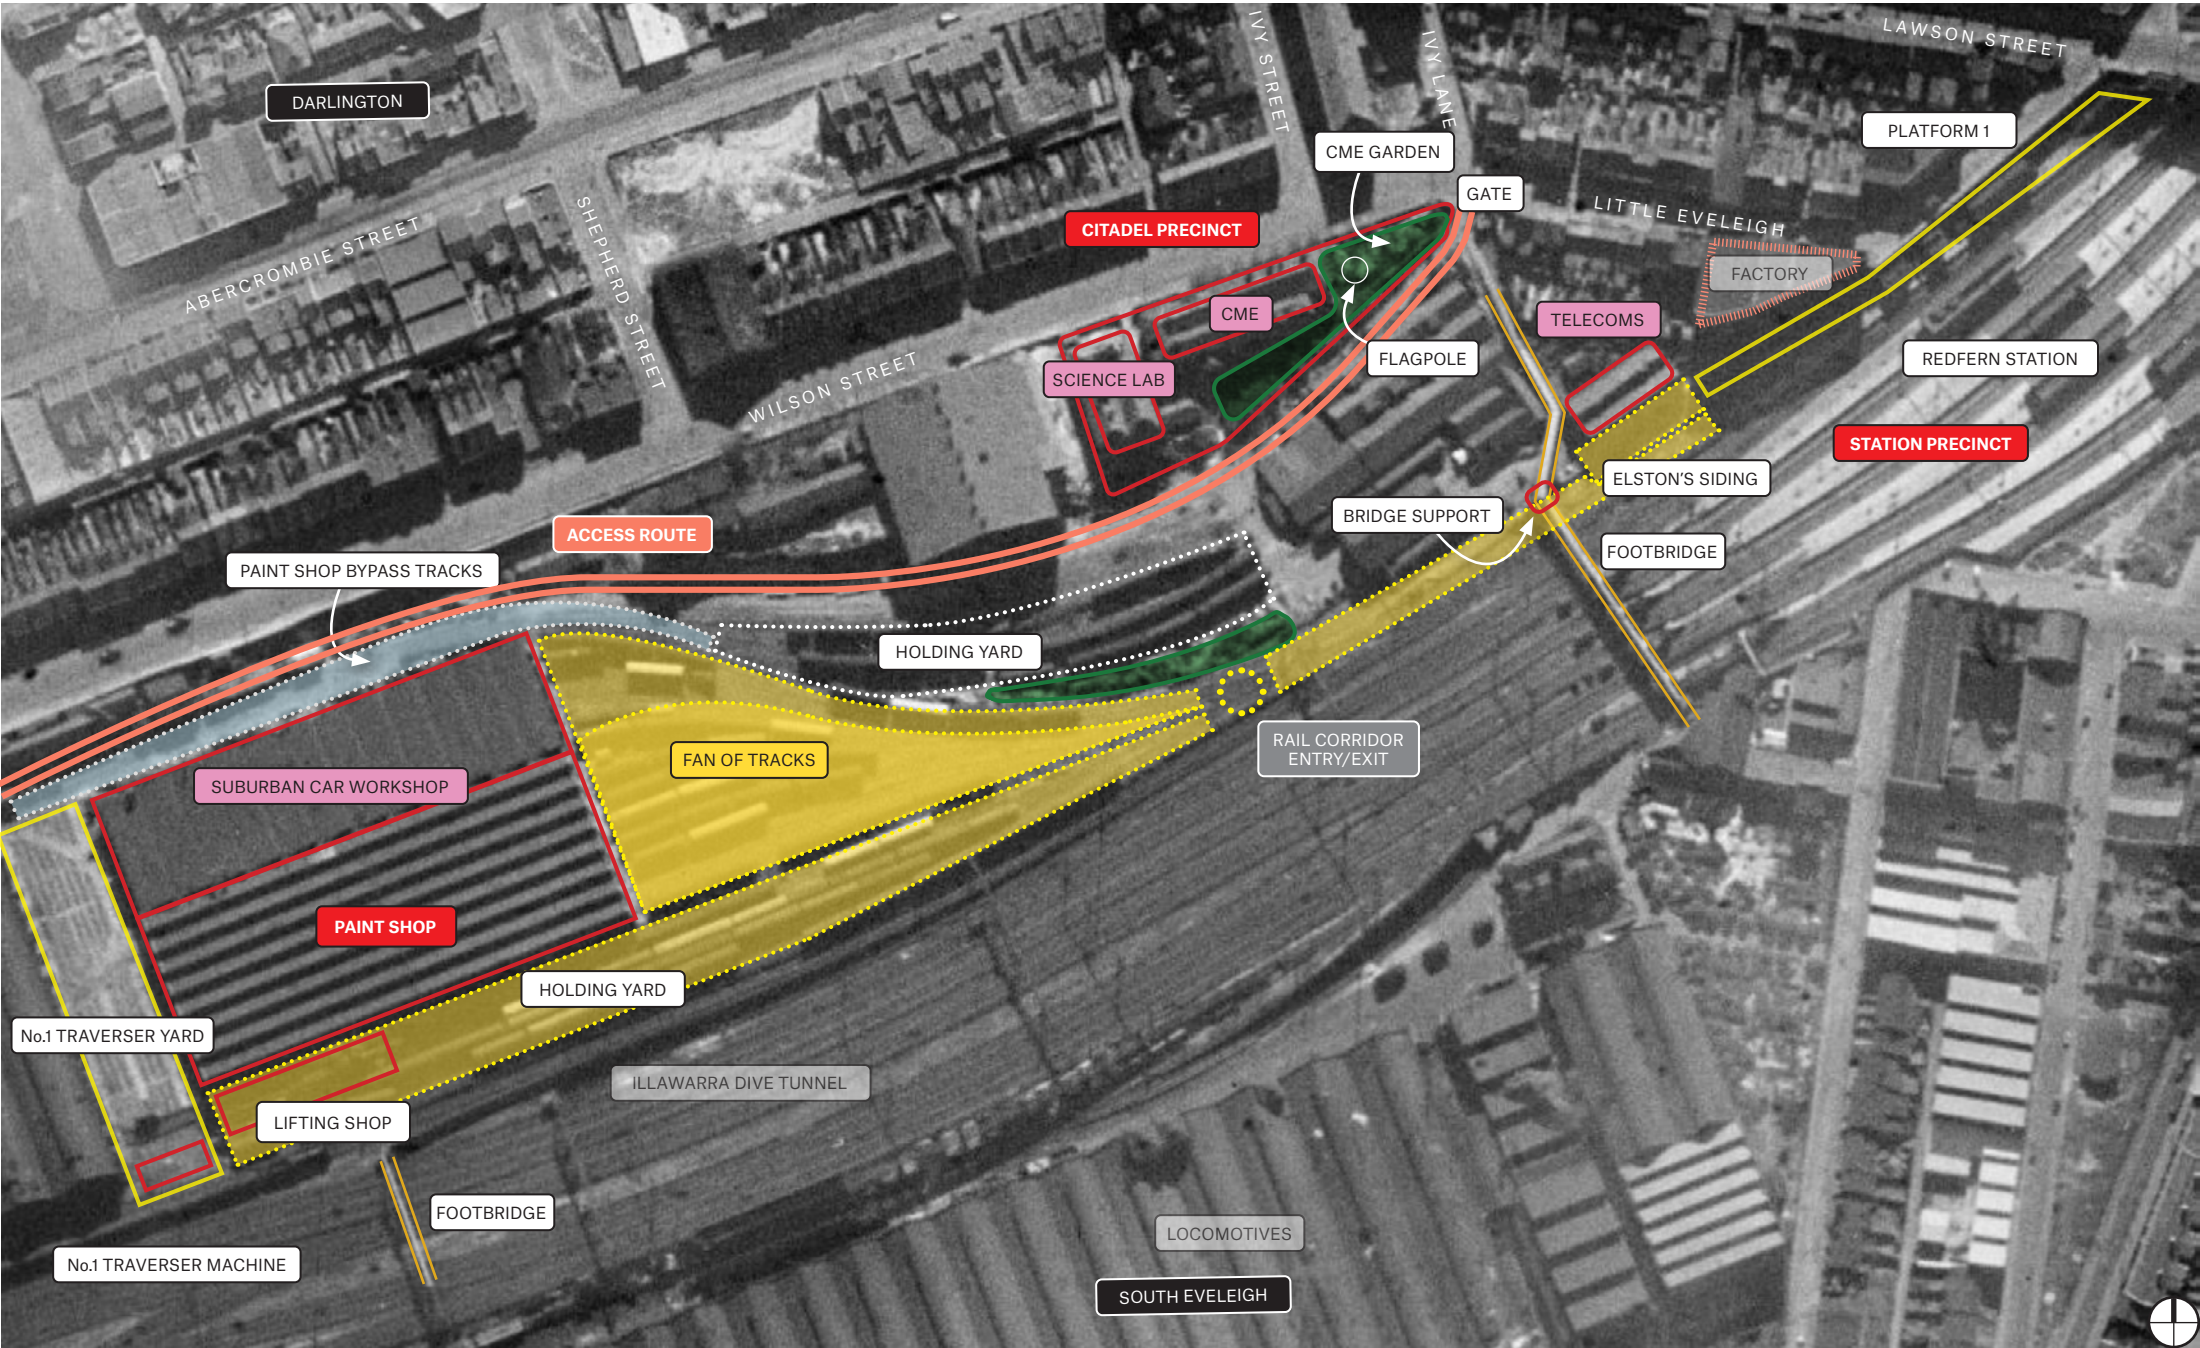 LAWSON STREET
IVY STREET
IVY LANE
DARLINGTON
PLATFORM 1
CME GARDEN
GATE
SHEPHERD STREET
LITTLE EVELEIGH
CITADEL PRECINCT
ABERCROMBIE STREET
FACTORY
CME
TELECOMS
FLAGPOLE
REDFERN STATION
SCIENCE LAB
WILSON STREET
STATION PRECINCT
ELSTON'S SIDING
BRIDGE SUPPORT
ACCESS ROUTE
FOOTBRIDGE
PAINT SHOP BYPASS TRACKS
HOLDING YARD
RAIL CORRIDOR
ENTRY/EXIT
FAN OF TRACKS
SUBURBAN CAR WORKSHOP
PAINT SHOP
HOLDING YARD
No.1 TRAVERSER YARD
ILLAWARRA DIVE TUNNEL
LIFTING SHOP
FOOTBRIDGE
LOCOMOTIVES
No.1 TRAVERSER MACHINE
SOUTH EVELEIGH